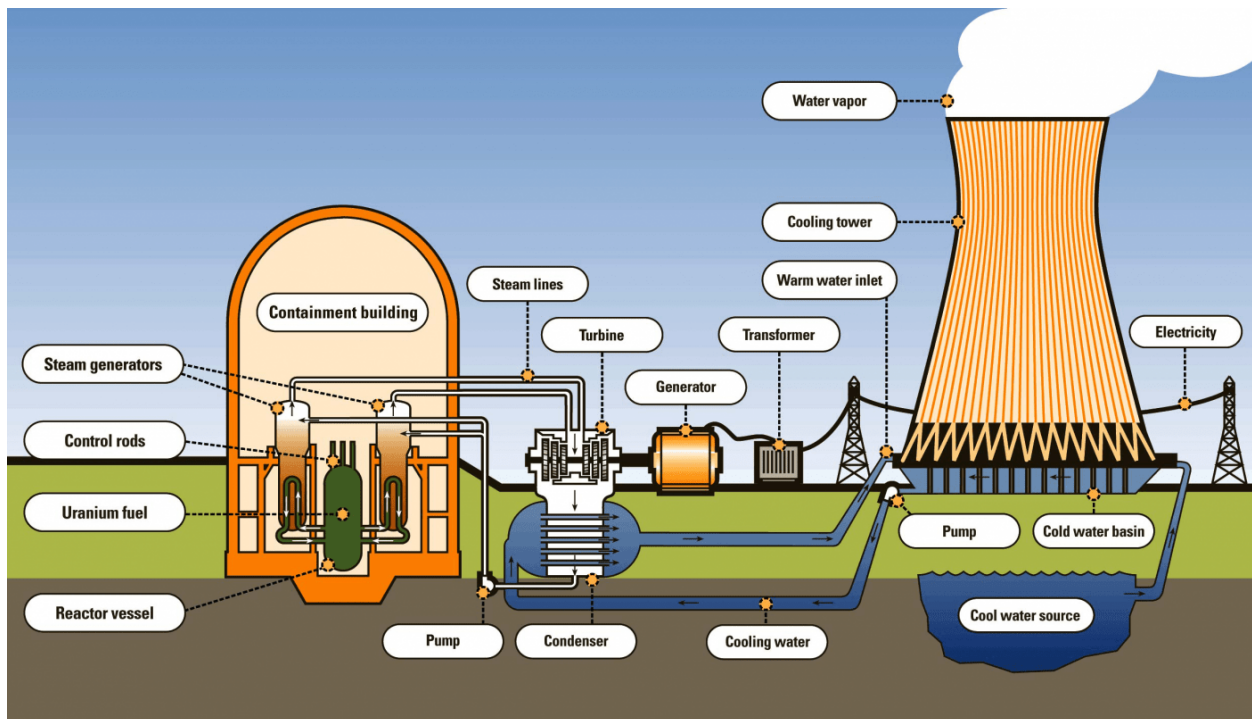 Water vapor
Cooling tower
Warm water inlet
Steam lines
Containment building
Turbine
Transformer
Electricity
Steam generators
Generator
Control rods
Uranium fuel
Pump
Cold water basin
Reactor vessel
Cool water source
Pump
Condenser
Cooling water